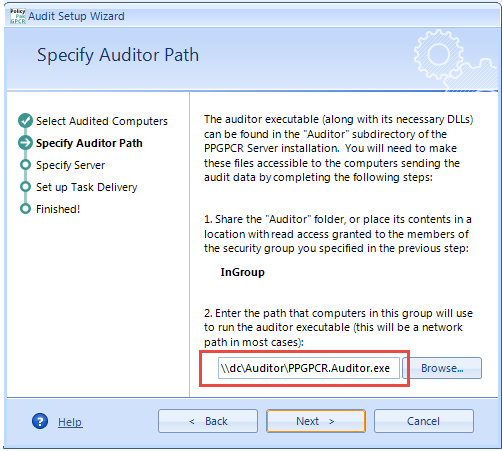 Policy
Pak
GPCR
Audit Setup Wizard
Specify Auditor Path
Select Audited Computers
Specify Auditor Path
Specify Server
Set up Task Delivery
Finished!
The auditor executable (along with its necessary DLLs)
can be found in the "Auditor" subdirectory of the
PPGPCR Server installation.  You will need to make
these files accessible to the computers sending the
audit data by completing the following steps:
1. Share the "Auditor" folder, or place its contents in a
location with read access granted to the members of
the security group you specified in the previous step:
InGroup
2. Enter the path that computers in this group will use
to run the auditor executable (this will be a network
path in most cases):
\\dc\Auditor\PPGPCR.Auditor.exe
Browse...
? Help
< Back
Next >
Cancel